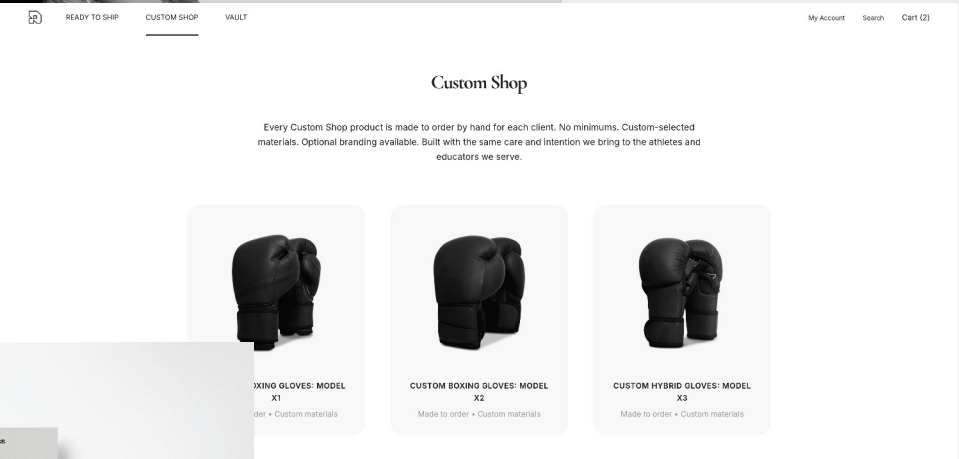 READY TO SHIP
CUSTOM SHOP
VAULT
My Account
Search
Cart (2)
Custom Shop
Every Custom Shop product is made to order by hand for each client. No minimums. Custom-selected
materials. Optional branding available. Built with the same care and intention we bring to the athletes and
educators we serve.
OXING GLOVES: MODEL
X1
der • Custom materials
CUSTOM BOXING GLOVES: MODEL
X2
Made to order • Custom materials
CUSTOM HYBRID GLOVES: MODEL
X3
Made to order • Custom materials